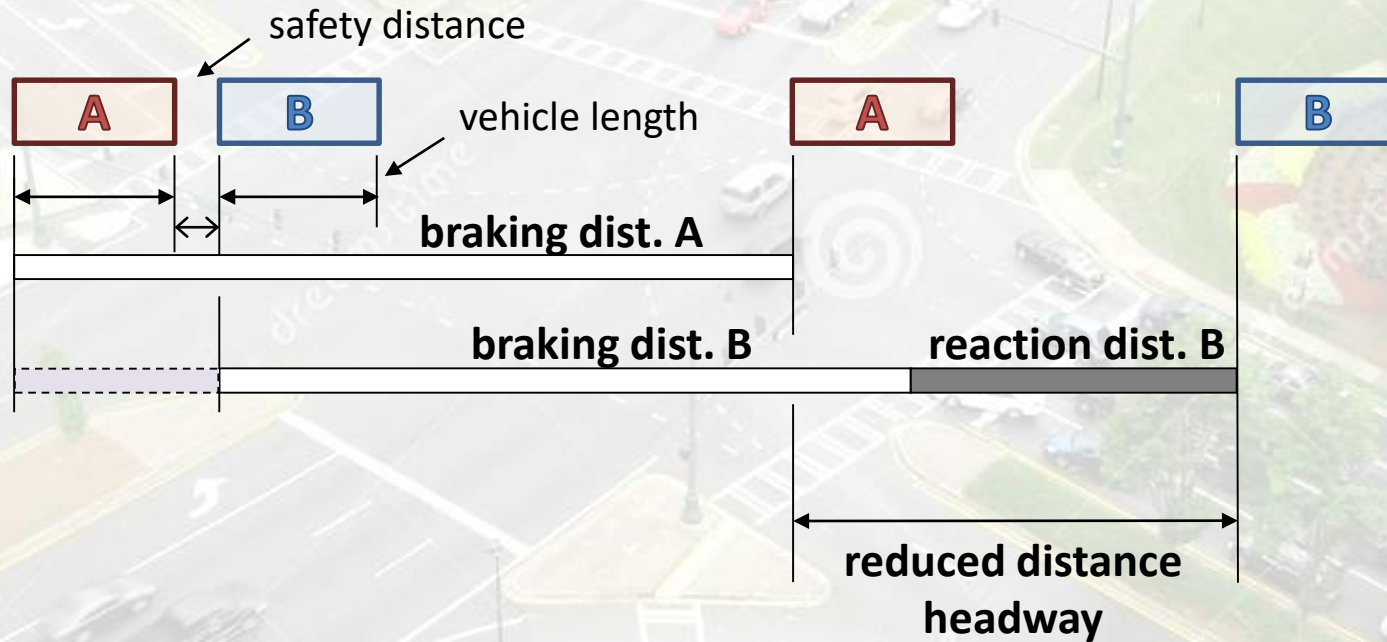 safety distance
A
B
A
B
vehicle length
braking dist. A
braking dist. B
reaction dist. B
reduced distance
headway